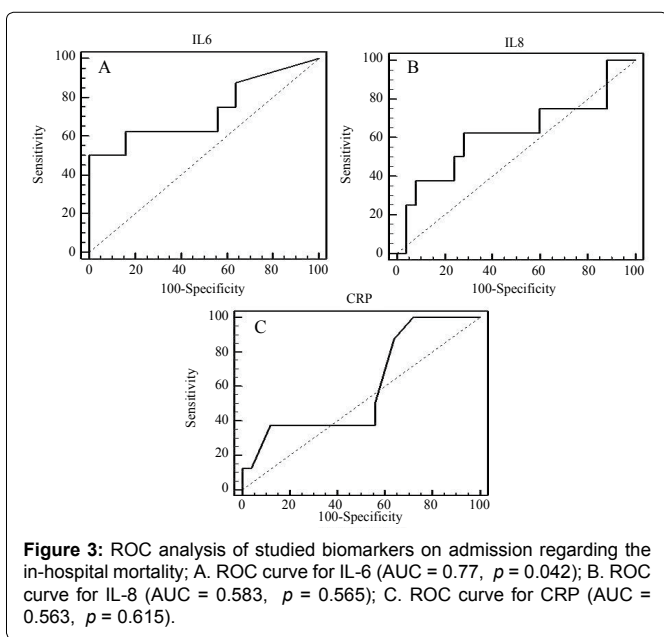 IL6
A
100
80
60
40
20
0
Sensitivity
0 20 40 60 80 100
100-Specificity
IL8
B
100
80
60
40
20
0
Sensitivity
0 20 40 60 80 100
100-Specificity
CRP
C
100
80
60
40
20
0
Sensitivity
0 20 40 60 80 100
100-Specificity
Figure 3: ROC analysis of studied biomarkers on admission regarding the
in-hospital mortality; A. ROC curve for IL-6 (AUC = 0.77, p = 0.042); B. ROC
curve for IL-8 (AUC = 0.583, p = 0.565); C. ROC curve for CRP (AUC =
0.563, p = 0.615).